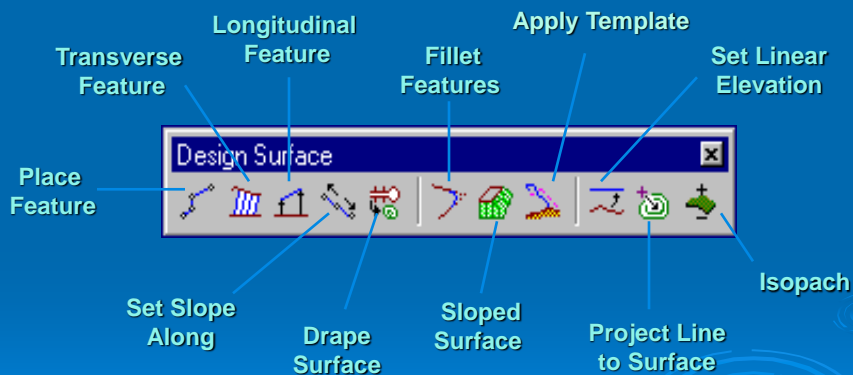 Longitudinal
Feature
Apply Template
Transverse
Feature
Fillet
Features
Set Linear
Elevation
Design Surface
Place
Feature
Isopach
Set Slope
Along
Drape
Surface
Sloped
Surface
Project Line
to Surface